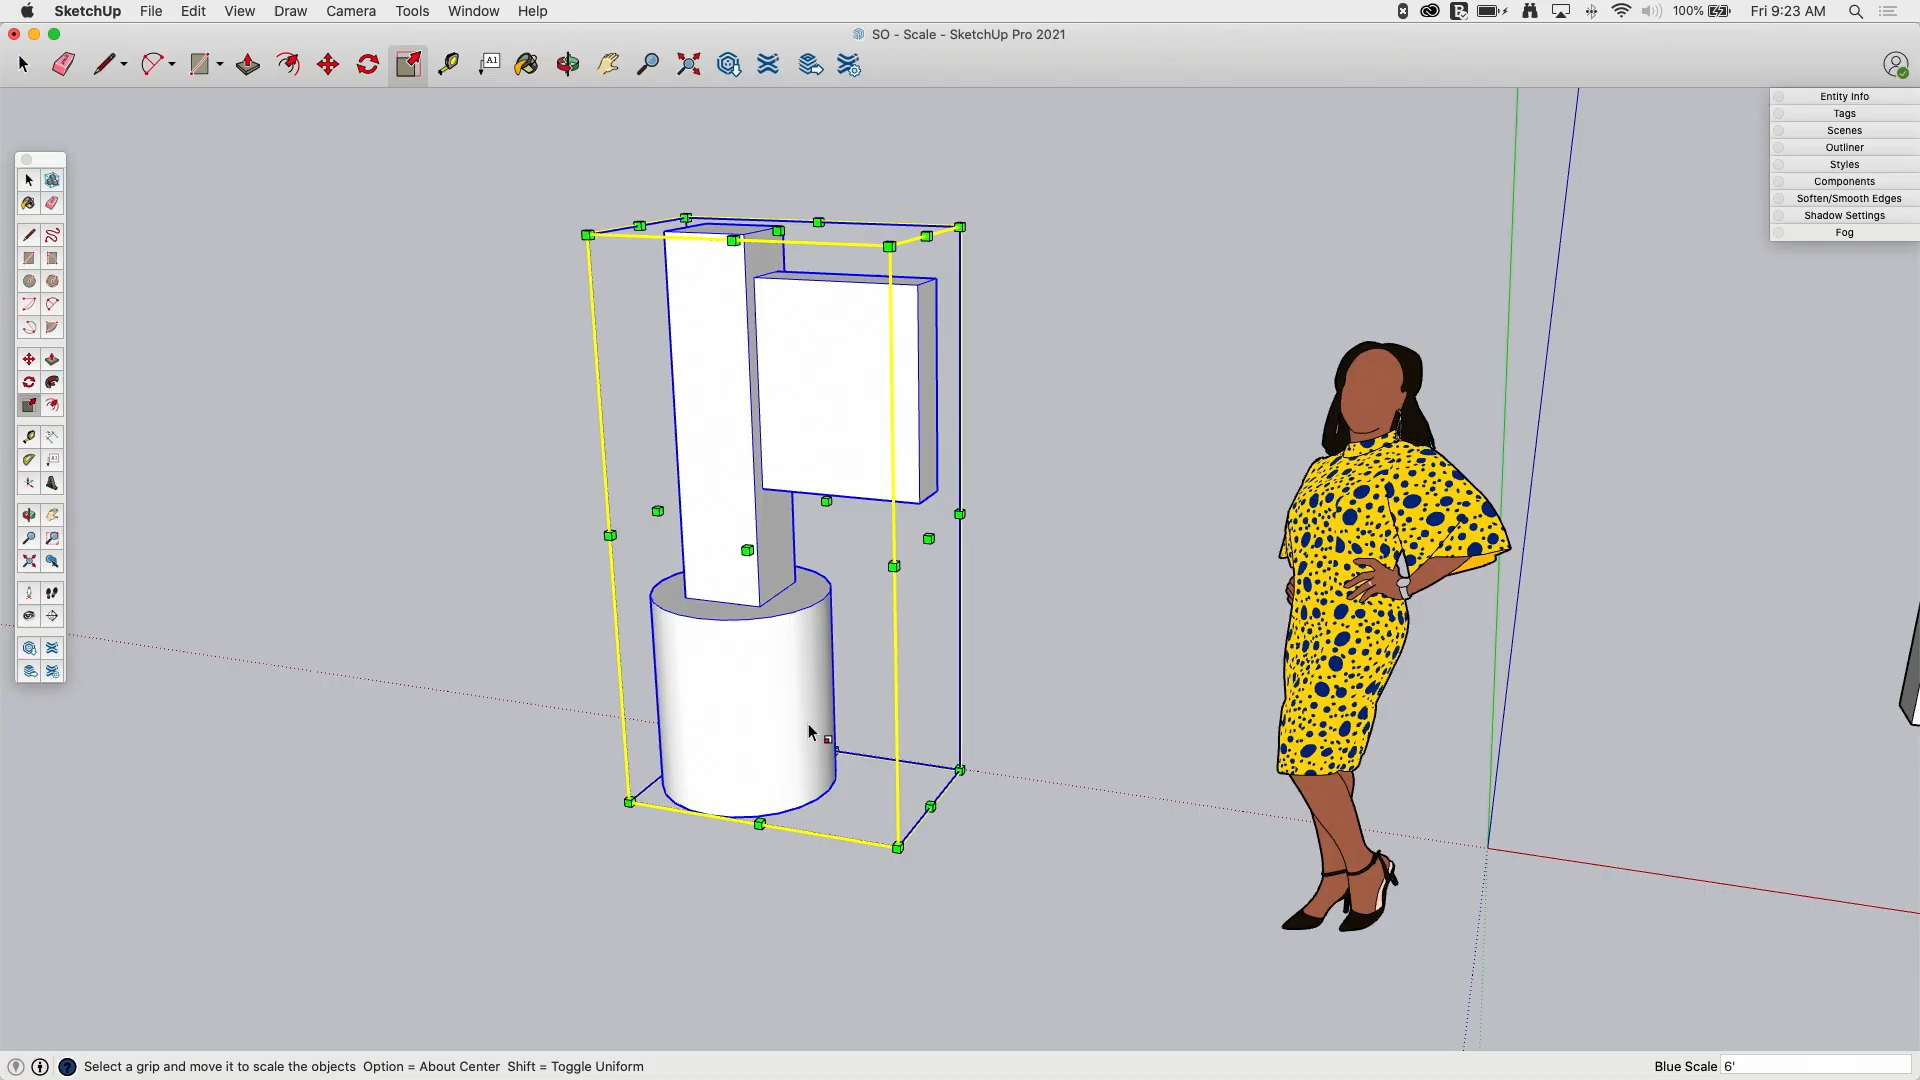 SketchUp File Edit View Draw Camera Tools Window Help 100% Fri 9:23 AM
SO - Scale - SketchUp Pro 2021
A1
Entity Info
Tags
Scenes
Outliner
Styles
Components
Soften/Smooth Edges
Shadow Settings
Fog
Select a grip and move it to scale the objects Option = About Center Shift = Toggle Uniform Blue Scale 6'